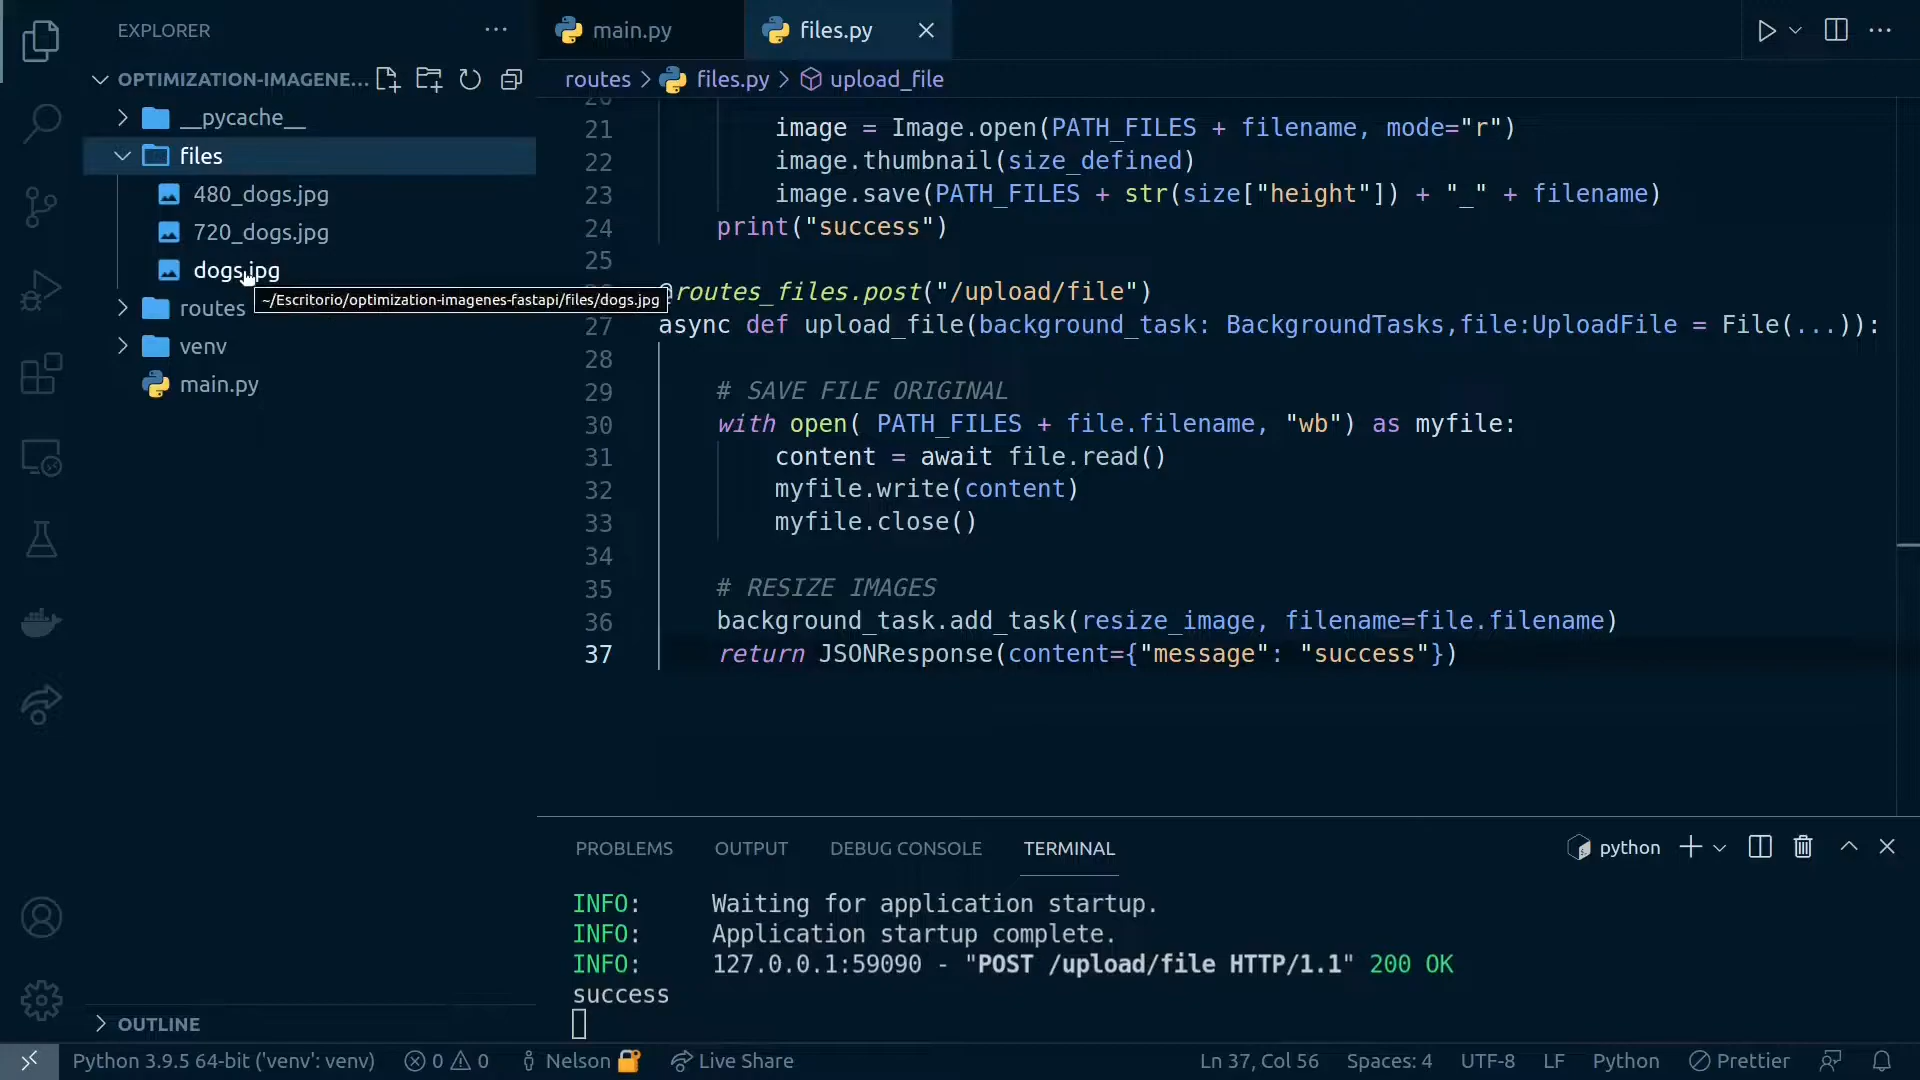 EXPLORER
main.py
files.py
OPTIMIZATION-IMAGENE...
routes > files.py > upload_file
__pycache__
files
480_dogs.jpg
720_dogs.jpg
dogs.jpg
~/Escritorio/optimization-imagenes-fastapi/files/dogs.jpg
routes
venv
main.py
21 image = Image.open(PATH_FILES + filename, mode="r")
22 image.thumbnail(size_defined)
23 image.save(PATH_FILES + str(size["height"]) + "_" + filename)
24 print("success")
25
@routes_files.post("/upload/file")
27 async def upload_file(background_task: BackgroundTasks,file:UploadFile = File(...)):
28
29 # SAVE FILE ORIGINAL
30 with open( PATH_FILES + file.filename, "wb") as myfile:
31 content = await file.read()
32 myfile.write(content)
33 myfile.close()
34
35 # RESIZE IMAGES
36 background_task.add_task(resize_image, filename=file.filename)
37 return JSONResponse(content={"message": "success"})
PROBLEMS OUTPUT DEBUG CONSOLE TERMINAL python
INFO: Waiting for application startup.
INFO: Application startup complete.
INFO: 127.0.0.1:59090 - "POST /upload/file HTTP/1.1" 200 OK
success
OUTLINE
Python 3.9.5 64-bit ('venv': venv) 0 0 Nelson Live Share Ln 37, Col 56 Spaces: 4 UTF-8 LF Python Prettier